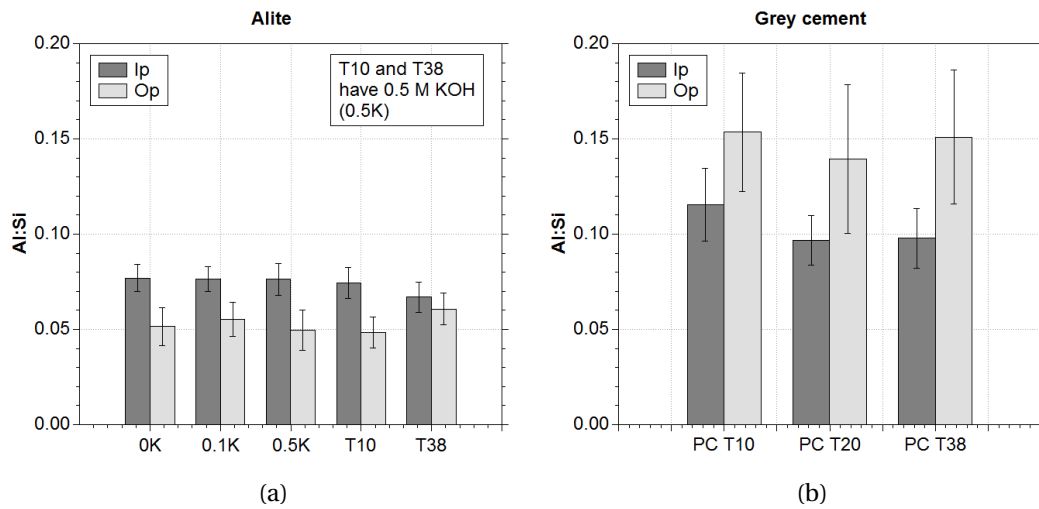 Alite
0.20
0.15
0.10
0.05
0.00
Al:Si
Ip
Op
T10 and T38
have 0.5 M KOH
(0.5K)
0K 0.1K 0.5K T10 T38
(a)
Grey cement
0.20
0.15
0.10
0.05
0.00
Al:Si
Ip
Op
PC T10 PC T20 PC T38
(b)